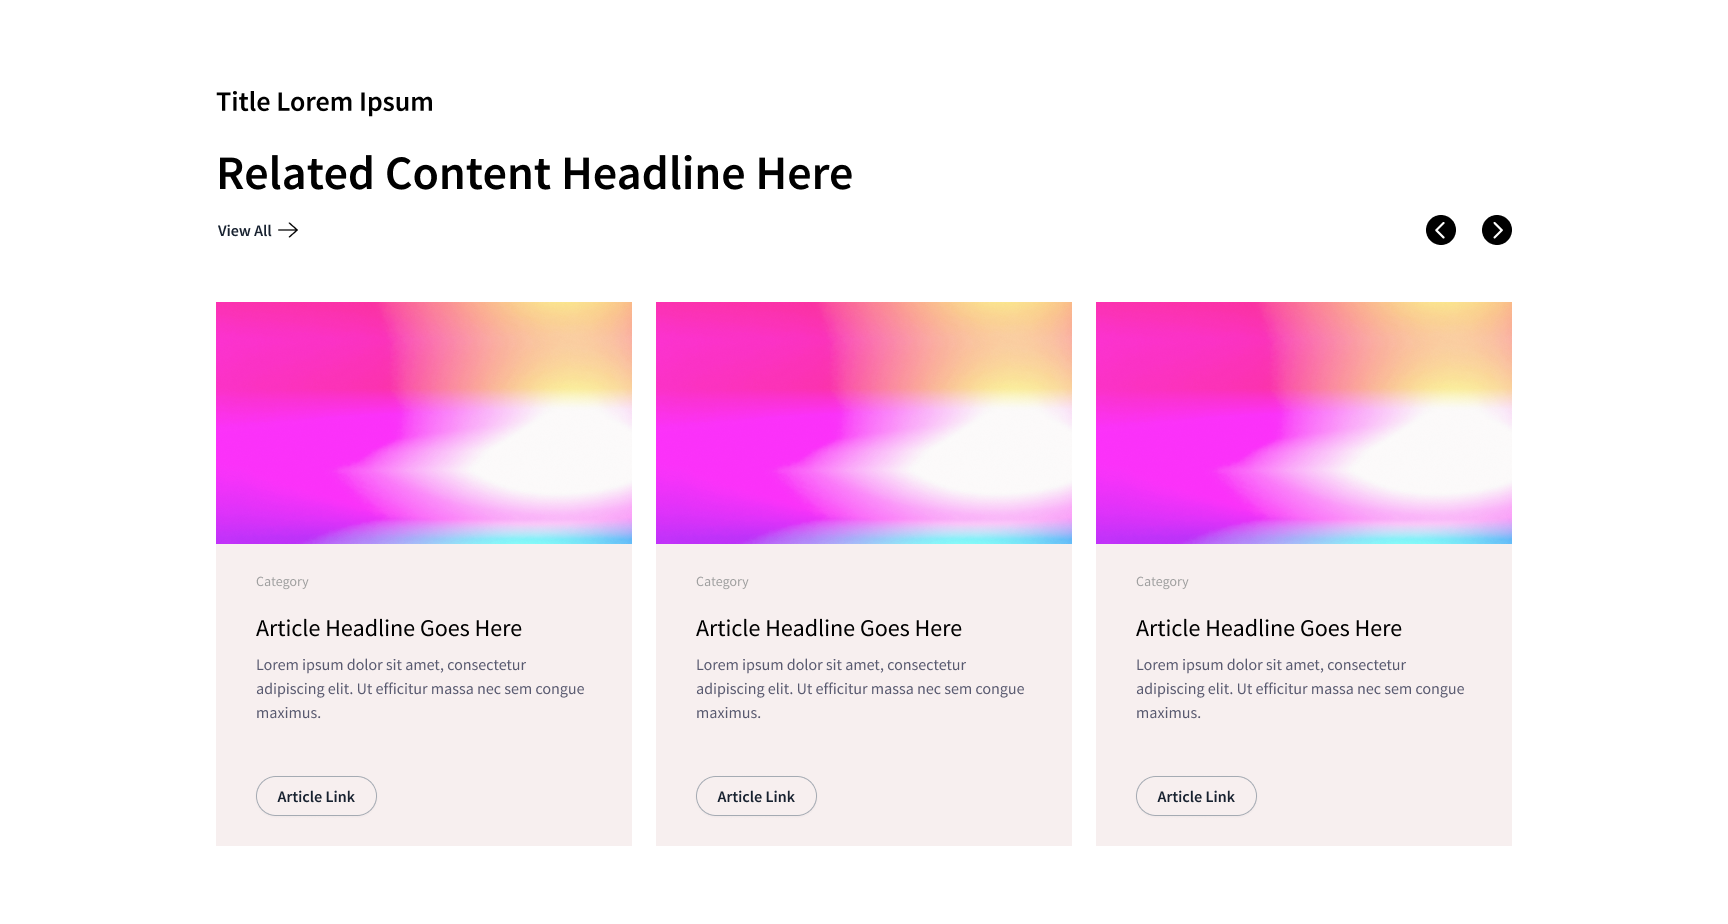 Title Lorem Ipsum
Related Content Headline Here
View All
Category
Article Headline Goes Here
Lorem ipsum dolor sit amet, consectetur
adipiscing elit. Ut efficitur massa nec sem congue
maximus.
Article Link
Category
Article Headline Goes Here
Lorem ipsum dolor sit amet, consectetur
adipiscing elit. Ut efficitur massa nec sem congue
maximus.
Article Link
Category
Article Headline Goes Here
Lorem ipsum dolor sit amet, consectetur
adipiscing elit. Ut efficitur massa nec sem congue
maximus.
Article Link